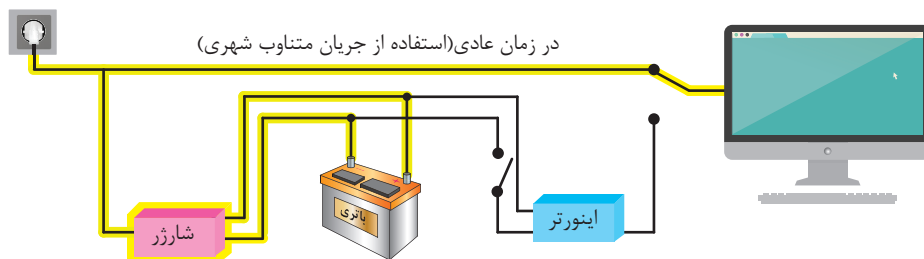 در زمان عادی(استفاده از جریان متناوب شهری)
باتری
اینورتر
شارژر